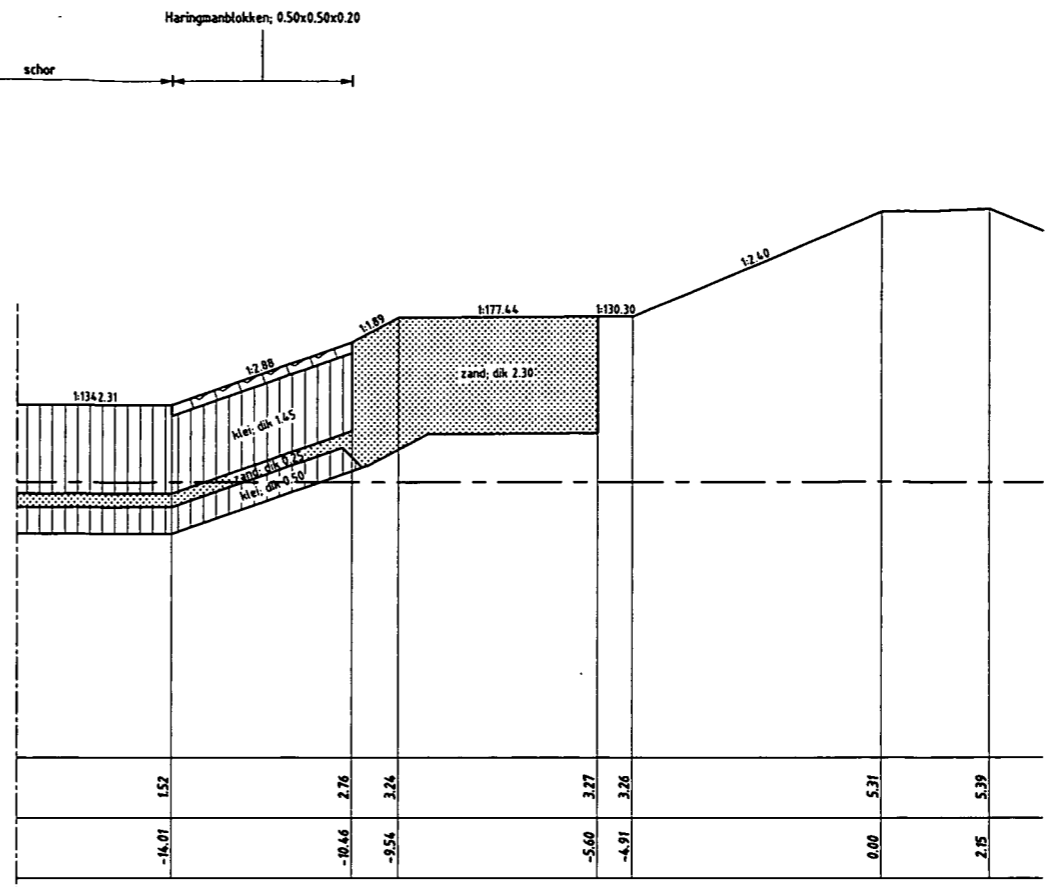 Haringmanblokken; 0.50x0.50x0.20
schor
1:2.40
1:177.44
1:130.30
1:1.89
1:2.88
zand; dik 2.30
1:1342.31
klei; dik 1.45
zand; dik 0.25
klei; dik 0.50
1.52 2.76 3.24 3.27 3.26 5.31 5.39
-14.01 -10.46 -9.54 -5.60 -4.91 0.00 2.15